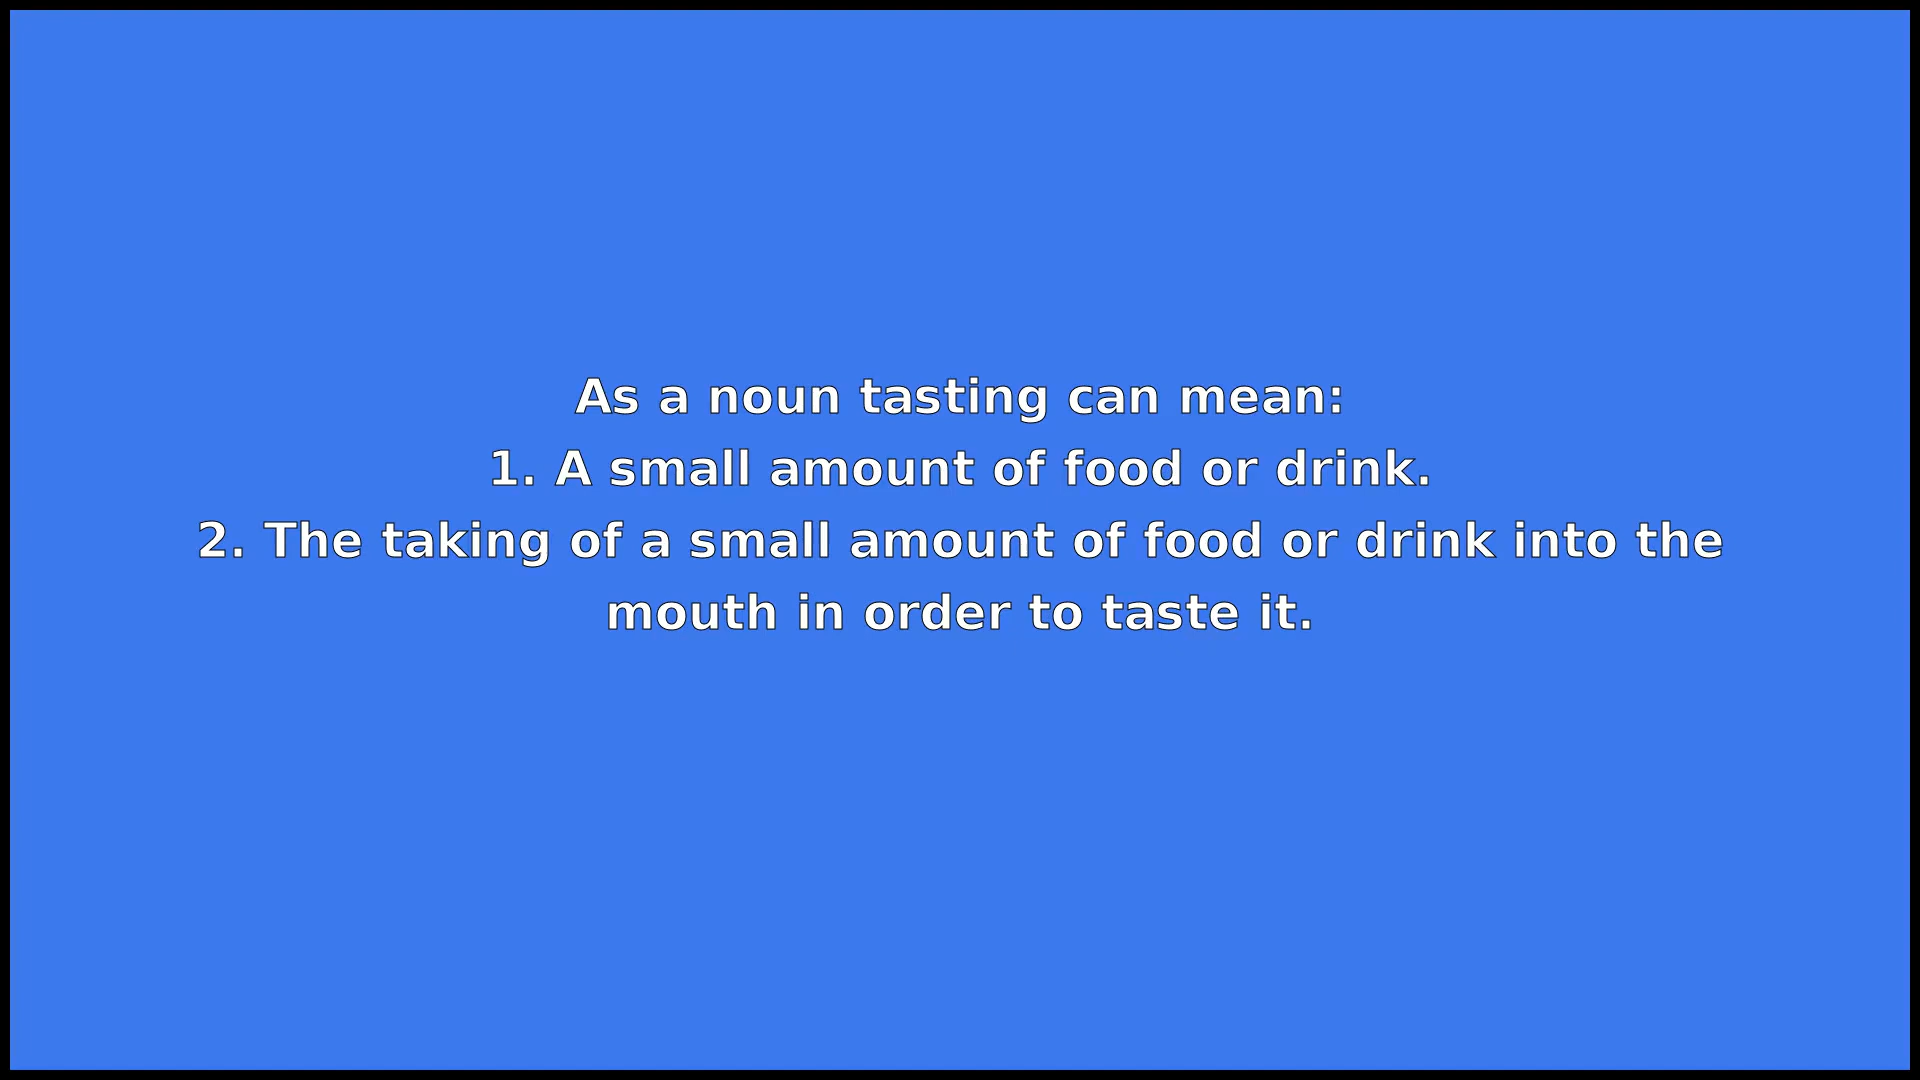 As a noun tasting can mean:
1. A small amount of food or drink.
2. The taking of a small amount of food or drink into the
mouth in order to taste it.